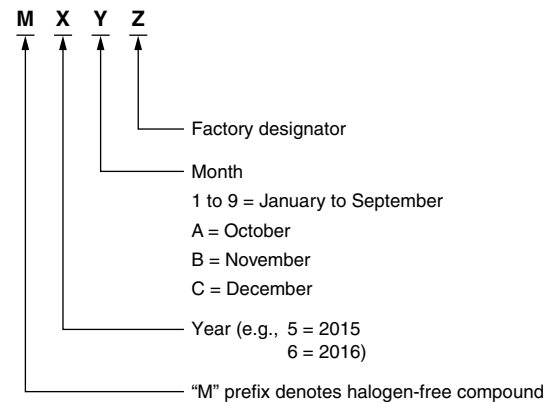 M X Y Z
Factory designator
Month
1 to 9 = January to September
A = October
B = November
C = December
Year (e.g., 5 = 2015
6 = 2016)
“M” prefix denotes halogen-free compound